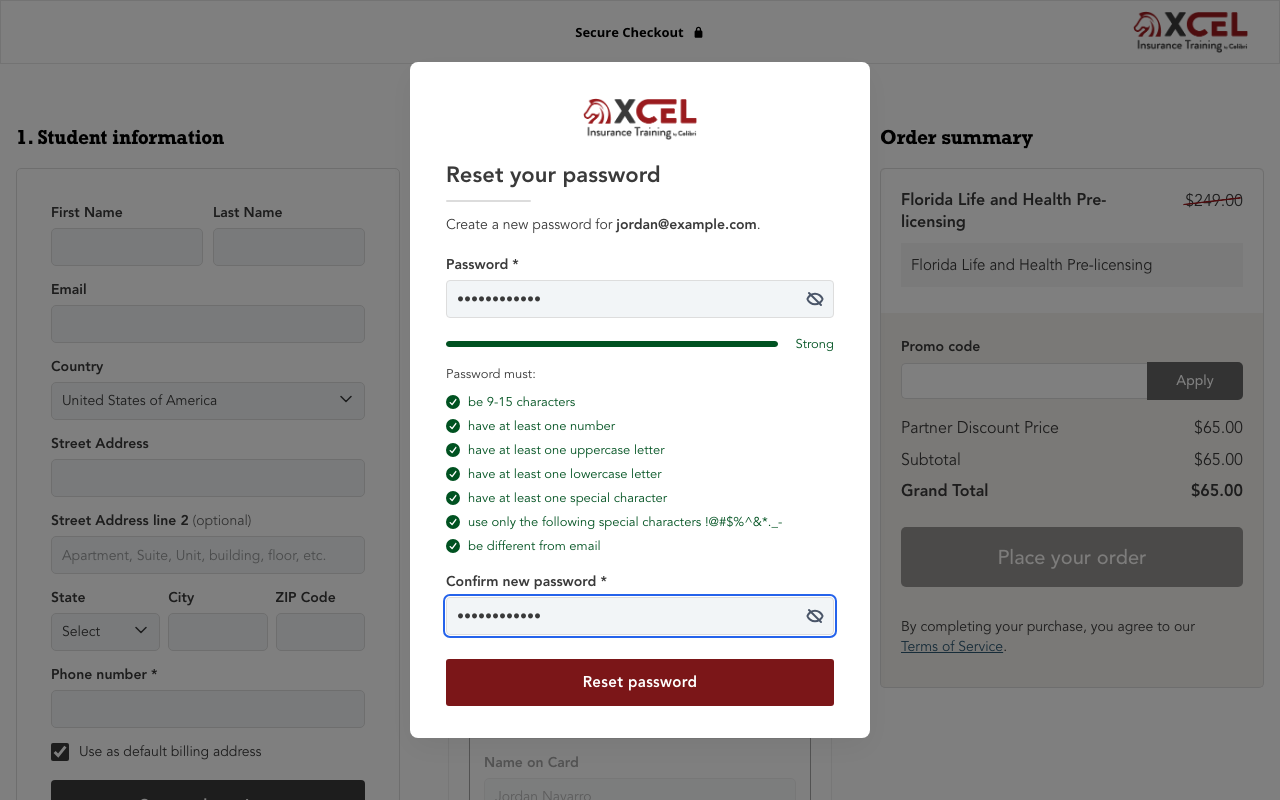 Secure Checkout
XCEL
Insurance Training by Calibri
1. Student information
First Name
Last Name
Email
Country
United States of America
Street Address
Street Address line 2 (optional)
Apartment, Suite, Unit, building, floor, etc.
State
City
ZIP Code
Select
Phone number *
Use as default billing address
XCEL
Insurance Training by Calibri
Reset your password
Create a new password for jordan@example.com.
Password *
••••••••••••
Strong
Password must:
be 9-15 characters
have at least one number
have at least one uppercase letter
have at least one lowercase letter
have at least one special character
use only the following special characters !@#$%^&*._-
be different from email
Confirm new password *
••••••••••••
Reset password
Name on Card
Jordan Navarro
Order summary
Florida Life and Health Pre-
licensing
$249.00
Florida Life and Health Pre-licensing
Promo code
Apply
Partner Discount Price
$65.00
Subtotal
$65.00
Grand Total
$65.00
Place your order
By completing your purchase, you agree to our
Terms of Service.